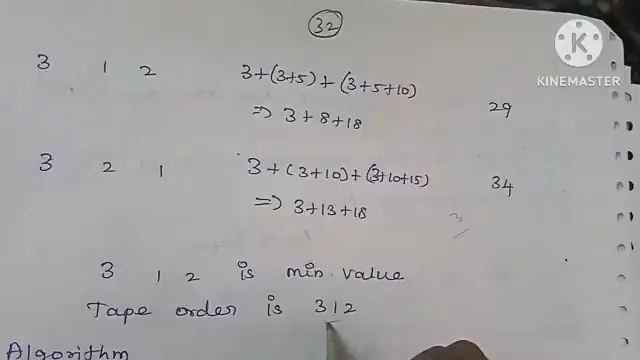 32
K
KINEMASTER
3 1 2 3+(3+5)+(3+5+10)
=> 3+8+18 29
3 2 1 3+(3+10)+(3+10+15) 34
=> 3+13+18
3
3 1 2 is min value
Tape order is 312
Algorithm